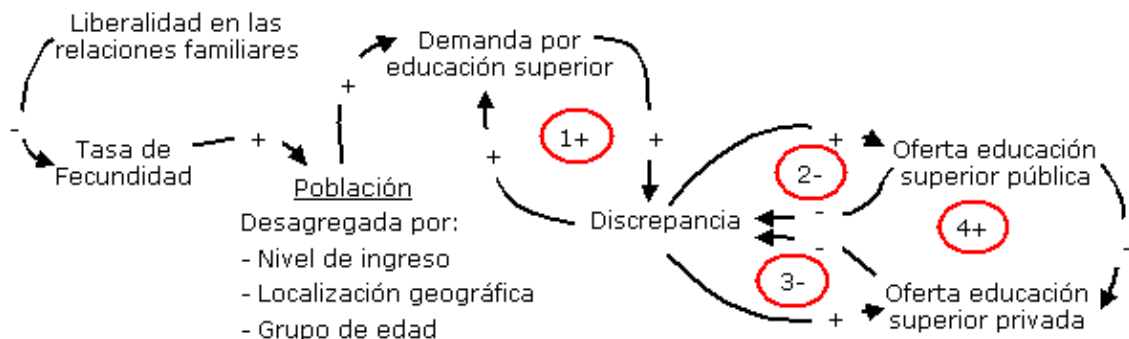 Liberalidad en las
relaciones familiares
-
Tasa de
Fecundidad
+
Población
Desagregada por:
- Nivel de ingreso
- Localización geográfica
- Grupo de edad
+
Demanda por
educación superior
+
1+
+
Discrepancia
+
2-
-
Oferta educación
superior pública
4+
-
-
3-
+
Oferta educación
superior privada